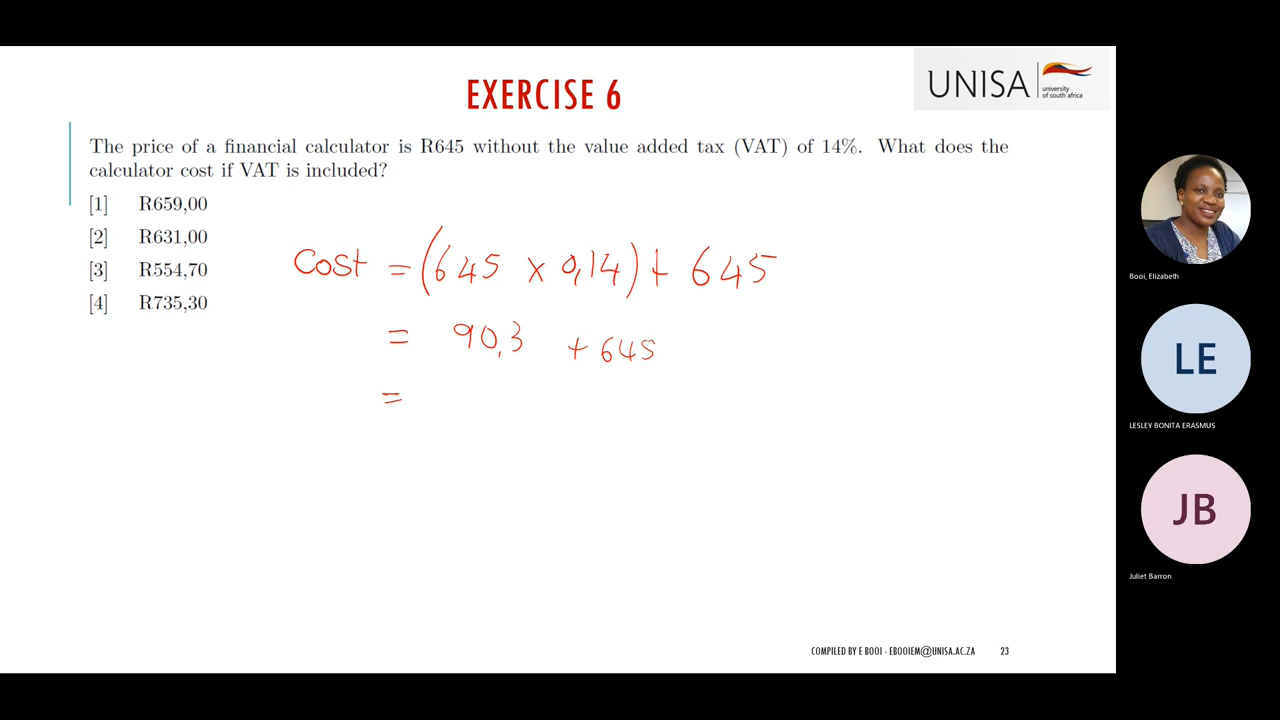 EXERCISE 6
UNISA
university
of south africa
The price of a financial calculator is R645 without the value added tax (VAT) of 14%. What does the
calculator cost if VAT is included?
[1] R659,00
[2] R631,00
[3] R554,70
[4] R735,30
Cost = (645 x 0,14) + 645
= 90,3 + 645
=
Booi, Elizabeth
LE
LESLEY BONITA ERASMUS
JB
Juliet Barron
COMPILED BY E BOOI - EBOOIEM@UNISA.AC.ZA 23